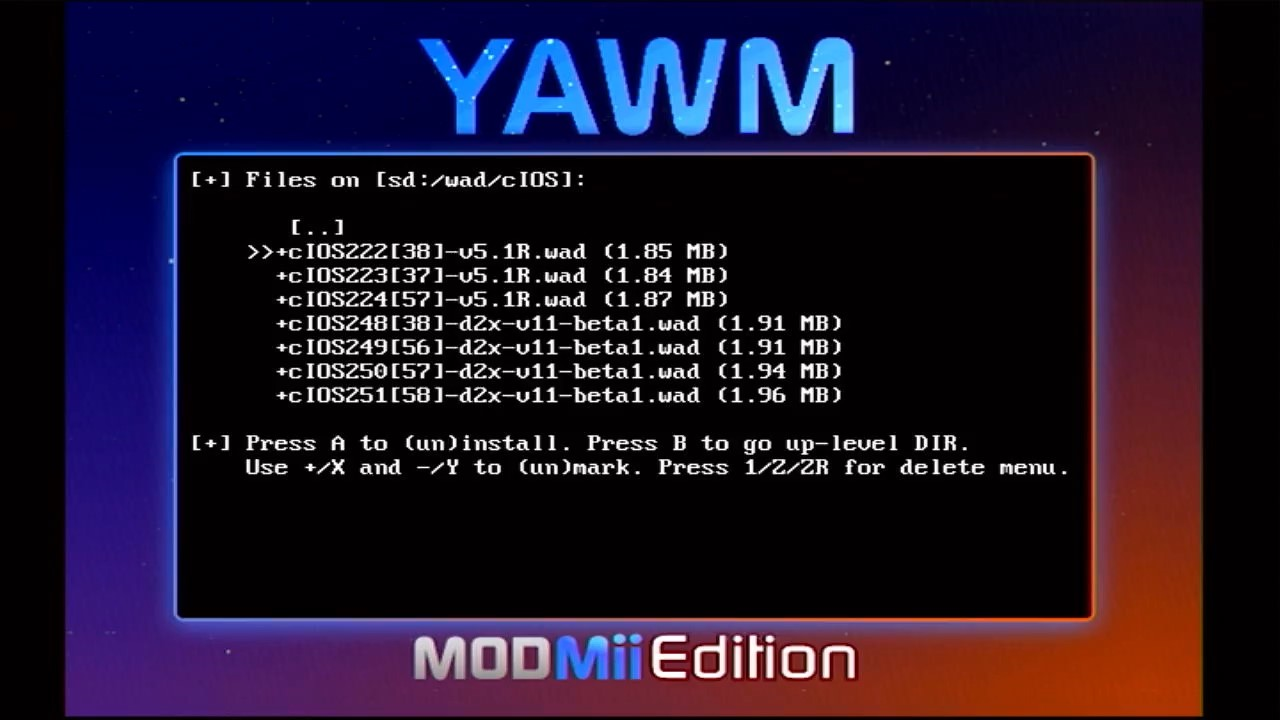 YAWM
[+] Files on [sd:/wad/cIOS]:
[..]
>>+cIOS222[38]-v5.1R.wad (1.85 MB)
+cIOS223[37]-v5.1R.wad (1.84 MB)
+cIOS224[57]-v5.1R.wad (1.87 MB)
+cIOS248[38]-d2x-v11-beta1.wad (1.91 MB)
+cIOS249[56]-d2x-v11-beta1.wad (1.91 MB)
+cIOS250[57]-d2x-v11-beta1.wad (1.94 MB)
+cIOS251[58]-d2x-v11-beta1.wad (1.96 MB)
[+] Press A to (un)install. Press B to go up-level DIR.
Use +/X and -/Y to (un)mark. Press 1/Z/ZR for delete menu.
MODMii Edition